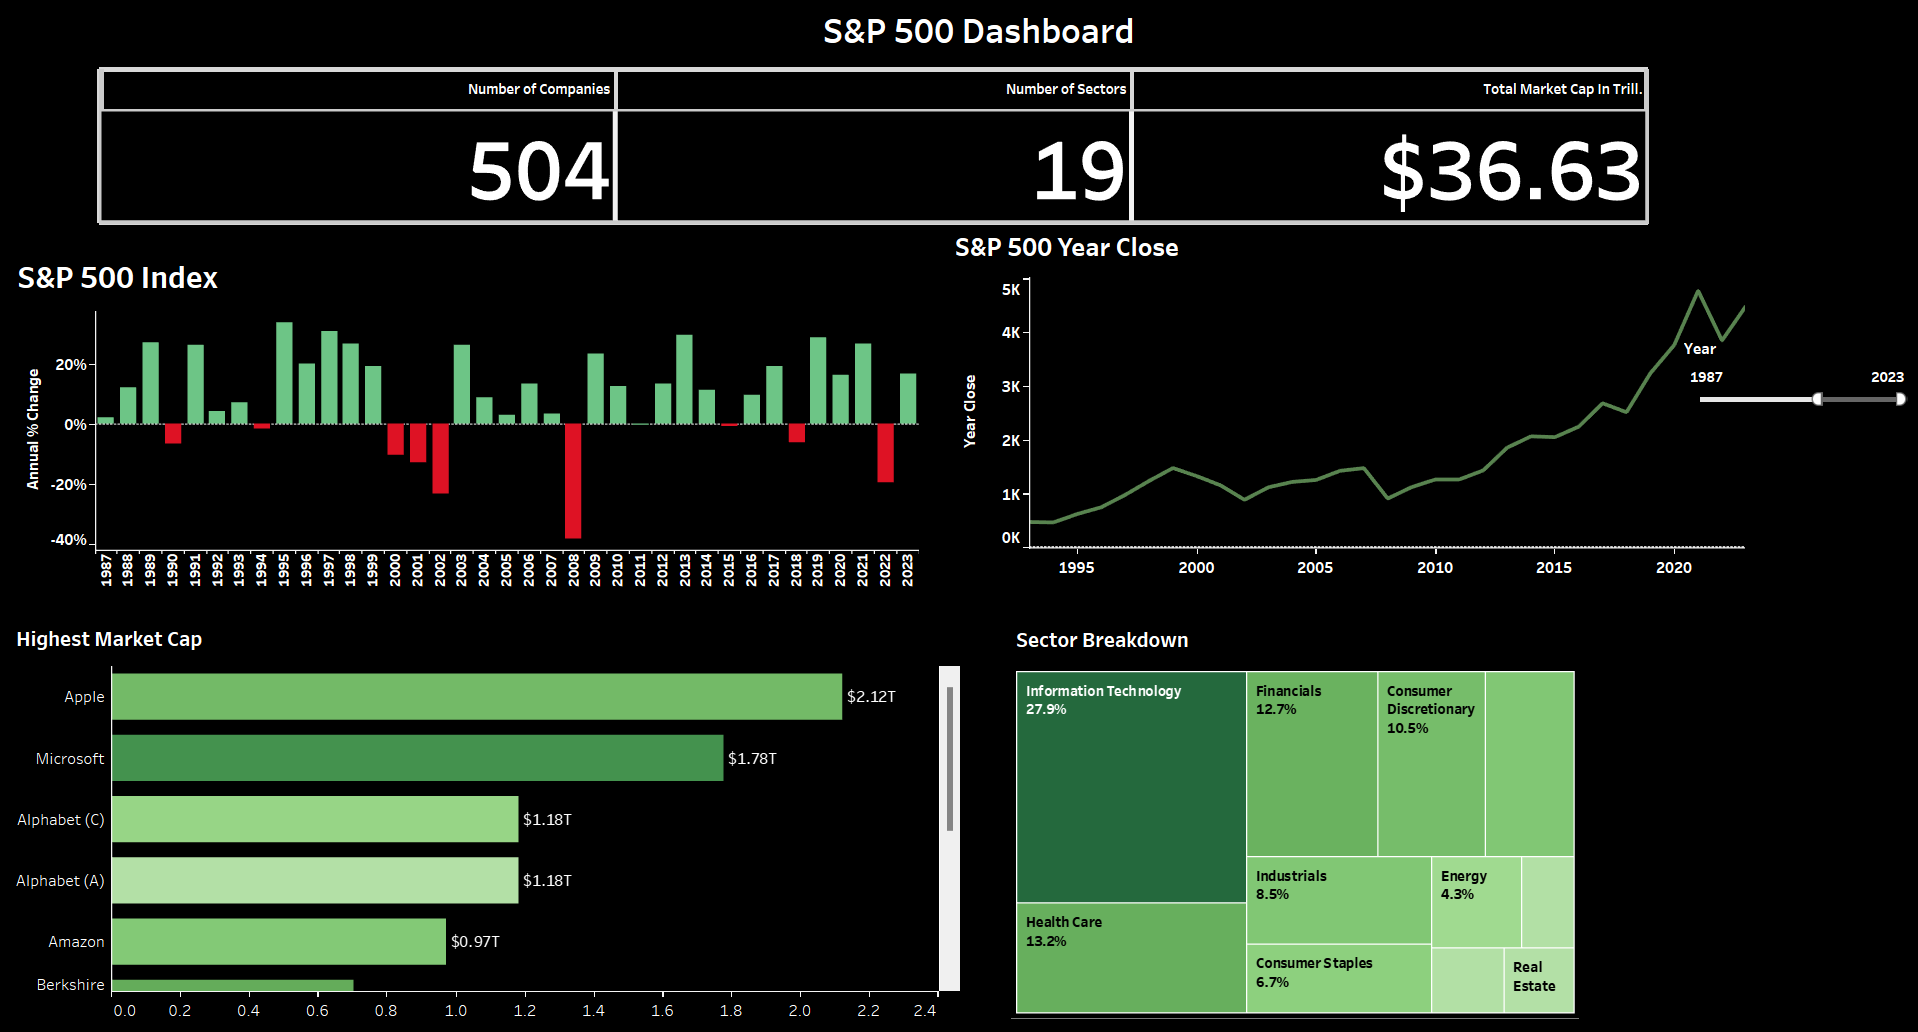 S&P 500 Dashboard
Number of Companies
Number of Sectors
Total Market Cap In Trill.
504
19
$36.63
S&P 500 Index
Annual % Change
20%
0%
-20%
-40%
1987
1988
1989
1990
1991
1992
1993
1994
1995
1996
1997
1998
1999
2000
2001
2002
2003
2004
2005
2006
2007
2008
2009
2010
2011
2012
2013
2014
2015
2016
2017
2018
2019
2020
2021
2022
2023
S&P 500 Year Close
Year Close
5K
4K
3K
2K
1K
0K
1995
2000
2005
2010
2015
2020
Year
1987
2023
Highest Market Cap
Apple
$2.12T
Microsoft
$1.78T
Alphabet (C)
$1.18T
Alphabet (A)
$1.18T
Amazon
$0.97T
Berkshire
0.0
0.2
0.4
0.6
0.8
1.0
1.2
1.4
1.6
1.8
2.0
2.2
2.4
Sector Breakdown
Information Technology
27.9%
Health Care
13.2%
Financials
12.7%
Consumer
Discretionary
10.5%
Industrials
8.5%
Consumer Staples
6.7%
Energy
4.3%
Real
Estate